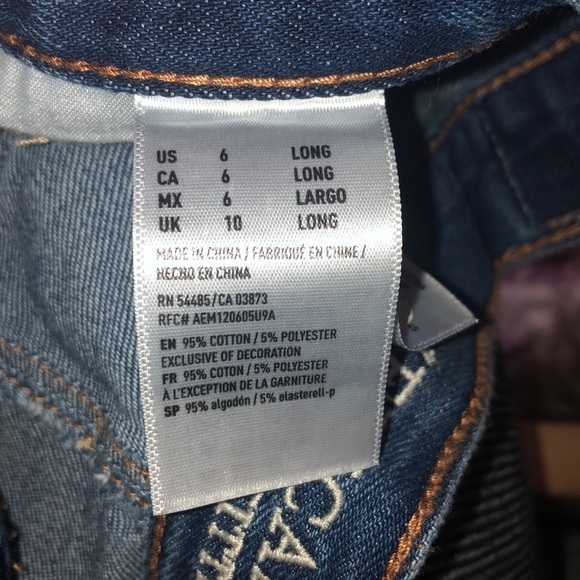 US 6 LONG
CA 6 LONG
MX 6 LARGO
UK 10 LONG
MADE IN CHINA / FABRIQUÉ EN CHINE /
HECHO EN CHINA
RN 54485/CA 03873
RFC# AEM120605U9A
EN 95% COTTON / 5% POLYESTER
EXCLUSIVE OF DECORATION
FR 95% COTON / 5% POLYESTER
À L'EXCEPTION DE LA GARNITURE
SP 95% algodón / 5% elasterell-p